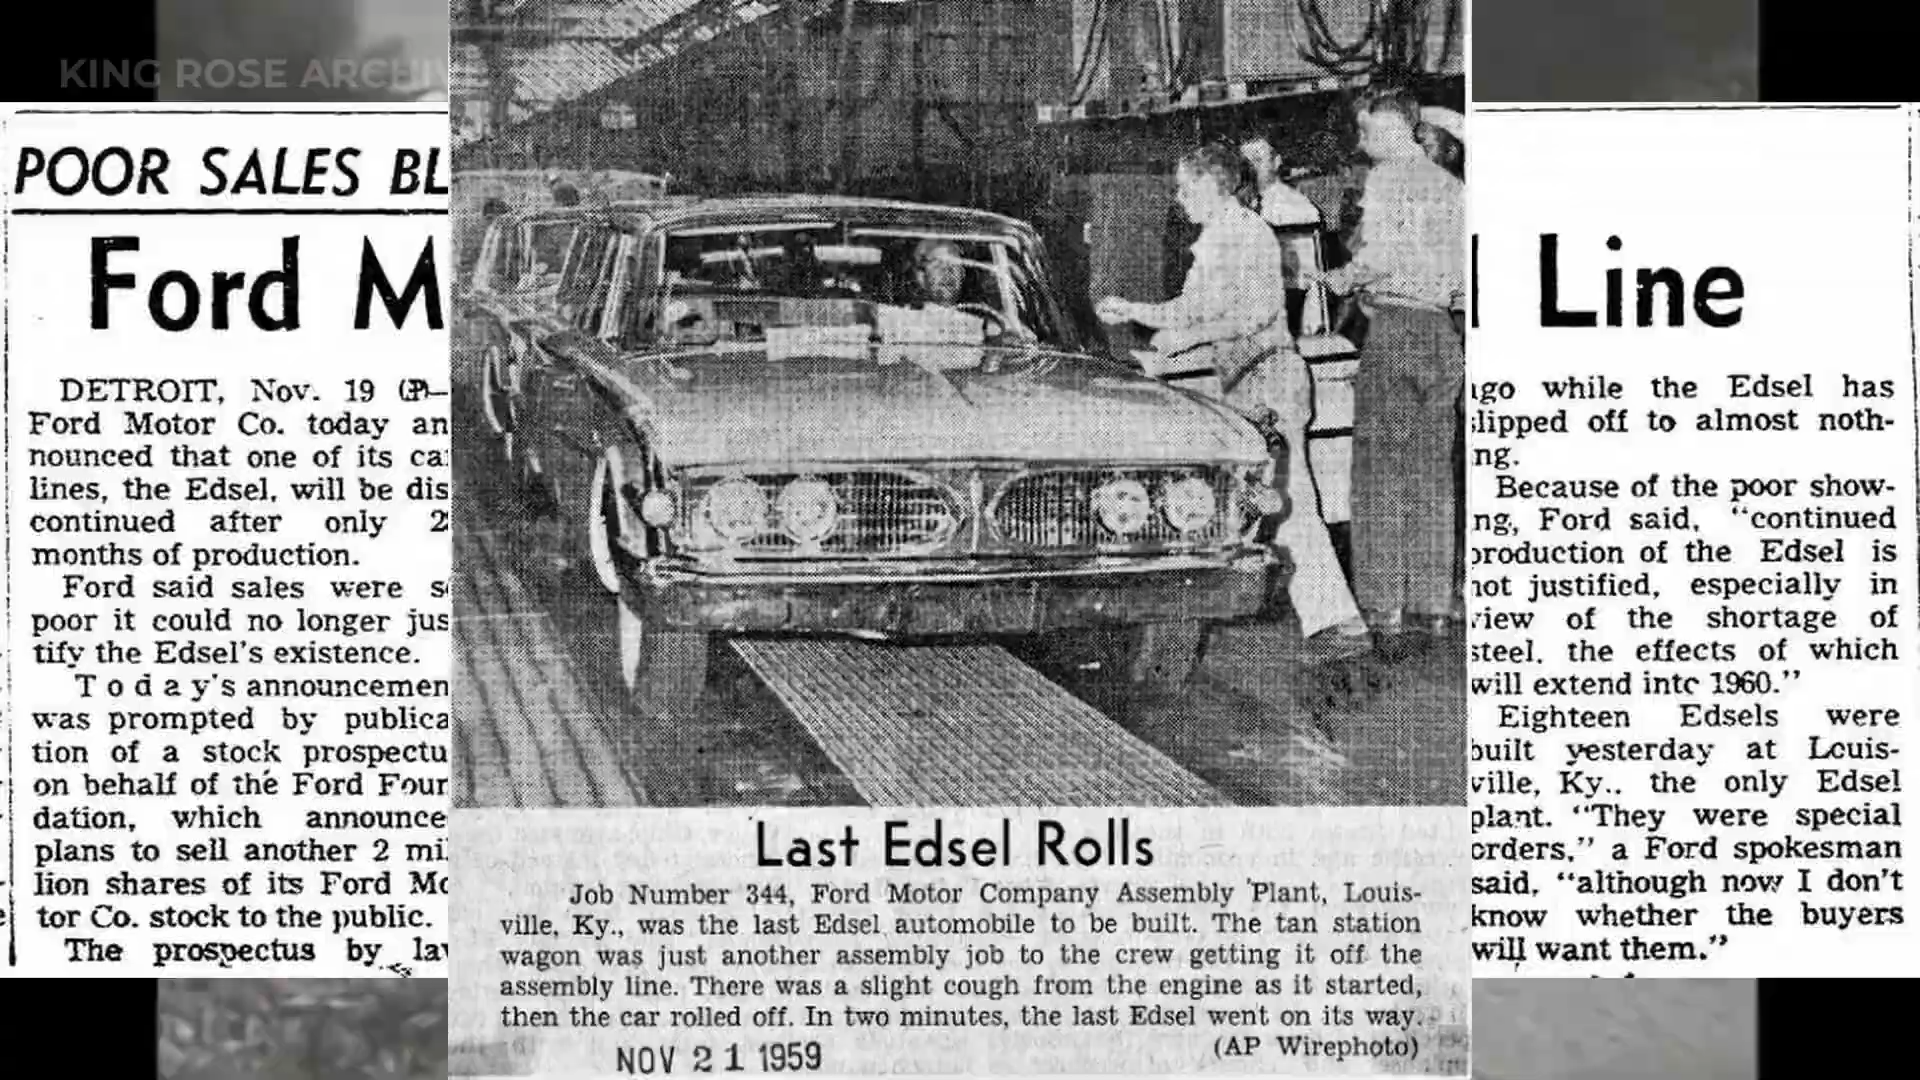 KING ROSE ARCHIV
POOR SALES BL
Ford M
DETROIT, Nov. 19 (AP)—
Ford Motor Co. today an
nounced that one of its ca
lines, the Edsel, will be dis
continued after only 2
months of production.
Ford said sales were s
poor it could no longer jus
tify the Edsel's existence.
Today's announcemen
was prompted by publica
tion of a stock prospectu
on behalf of the Ford Foun
dation, which announce
plans to sell another 2 mil
lion shares of its Ford Mo
tor Co. stock to the public.
The prospectus by law
Last Edsel Rolls
Job Number 344, Ford Motor Company Assembly Plant, Louis-
ville, Ky., was the last Edsel automobile to be built. The tan station
wagon was just another assembly job to the crew getting it off the
assembly line. There was a slight cough from the engine as it started,
then the car rolled off. In two minutes, the last Edsel went on its way.
(AP Wirephoto)
NOV 21 1959
Line
ago while the Edsel has
slipped off to almost noth-
ing.
Because of the poor show-
ing, Ford said, "continued
production of the Edsel is
not justified, especially in
view of the shortage of
steel, the effects of which
will extend into 1960."
Eighteen Edsels were
built yesterday at Louis-
ville, Ky., the only Edsel
plant. "They were special
orders," a Ford spokesman
said, "although now I don't
know whether the buyers
will want them."